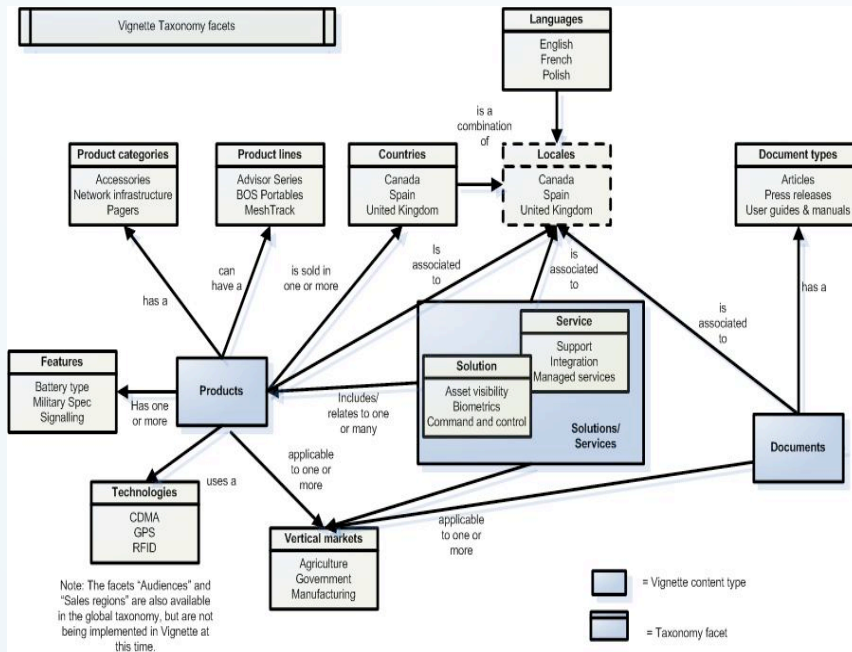 Vignette Taxonomy facets
Languages
English
French
Polish
is a
combination
of
Product categories
Accessories
Network infrastructure
Pagers
Product lines
Advisor Series
BOS Portables
MeshTrack
Countries
Canada
Spain
United Kingdom
Locales
Canada
Spain
United Kingdom
Document types
Articles
Press releases
User guides & manuals
has a
can
have a
is sold in
one or more
Is
associated
to
is
associated
to
is
associated
to
has a
Features
Battery type
Military Spec
Signalling
Has one
or more
Products
Includes/
relates to one
or many
Service
Support
Integration
Managed services
Solution
Asset visibility
Biometrics
Command and control
Solutions/
Services
Documents
uses a
applicable
to one or
more
applicable
to one or
more
Technologies
CDMA
GPS
RFID
Vertical markets
Agriculture
Government
Manufacturing
Note: The facets “Audiences” and
“Sales regions” are also available
in the global taxonomy, but are not
being implemented in Vignette at
this time.
= Vignette content type
= Taxonomy facet